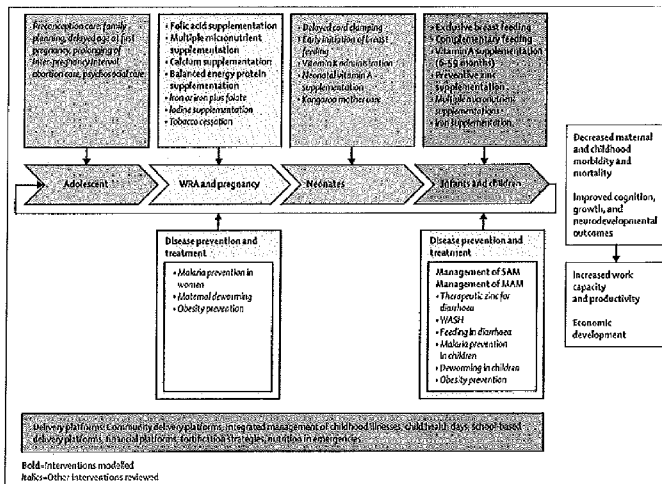 Preconception care: family
planning, delayed age at first
pregnancy, prolonging of
inter-pregnancy interval,
abortion care, psychosocial care
• Folic acid supplementation
• Multiple micronutrient
supplementation
• Calcium supplementation
• Balanced energy protein
supplementation
• Iron or iron plus folate
• Iodine supplementation
• Tobacco cessation
• Delayed cord clamping
• Early initiation of breast
feeding
• Vitamin K administration
• Neonatal vitamin A
supplementation
• Kangaroo mother care
• Exclusive breast feeding
• Complementary feeding
• Vitamin A supplementation
(6–59 months)
• Preventive zinc
supplementation
• Multiple micronutrient
supplementations
• Iron supplementation
Adolescent
WRA and pregnancy
Neonates
Infants and children
Decreased maternal
and childhood
morbidity and
mortality
Improved cognition,
growth, and
neurodevelopmental
outcomes
Disease prevention and
treatment
• Malaria prevention in
women
• Maternal deworming
• Obesity prevention
Disease prevention and
treatment
Management of SAM
Management of MAM
• Therapeutic zinc for
diarrhoea
• WASH
• Feeding in diarrhoea
• Malaria prevention
in children
• Deworming in children
• Obesity prevention
Increased work
capacity
and productivity
Economic
development
Delivery platforms: Community delivery platforms, integrated management of childhood illnesses, child health days, school-based
delivery platforms, financial platforms, fortification strategies, nutrition in emergencies
Bold=Interventions modelled
Italics=Other interventions reviewed